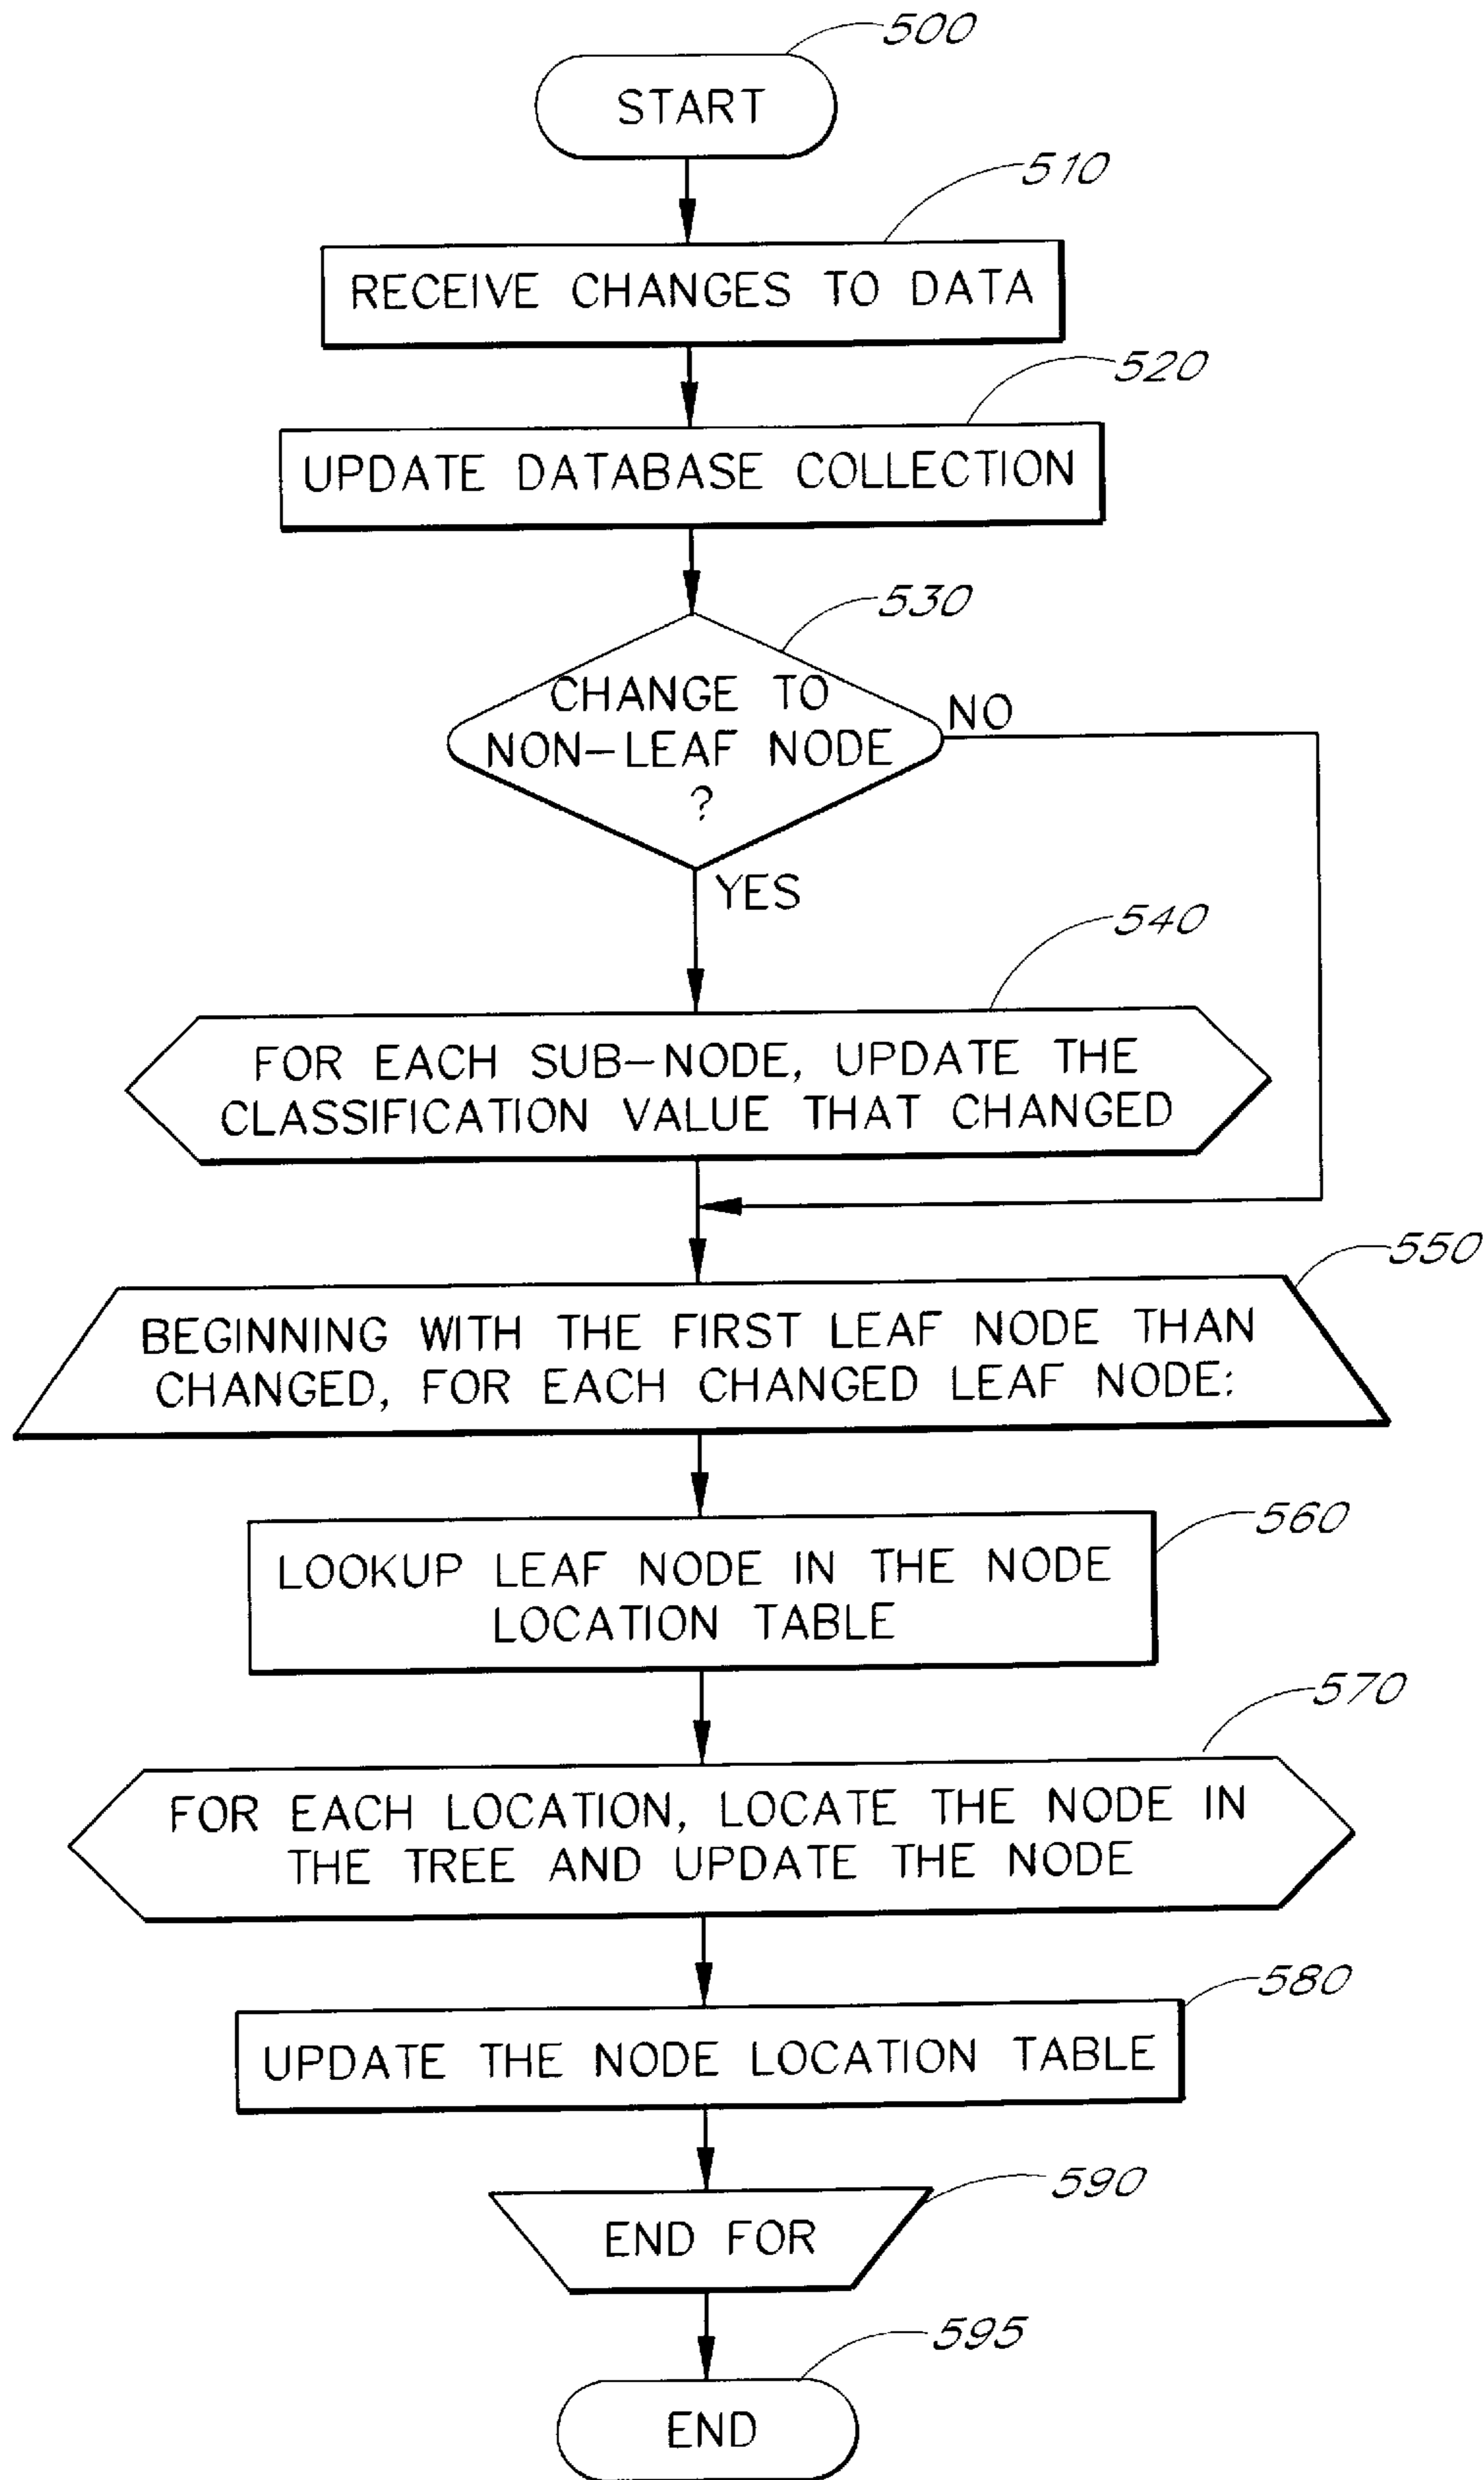 500
START
510
RECEIVE CHANGES TO DATA
520
UPDATE DATABASE COLLECTION
530
CHANGE TO
NON-LEAF NODE
?
NO
YES
540
FOR EACH SUB-NODE, UPDATE THE
CLASSIFICATION VALUE THAT CHANGED
550
BEGINNING WITH THE FIRST LEAF NODE THAN
CHANGED, FOR EACH CHANGED LEAF NODE:
560
LOOKUP LEAF NODE IN THE NODE
LOCATION TABLE
570
FOR EACH LOCATION, LOCATE THE NODE IN
THE TREE AND UPDATE THE NODE
580
UPDATE THE NODE LOCATION TABLE
590
END FOR
595
END